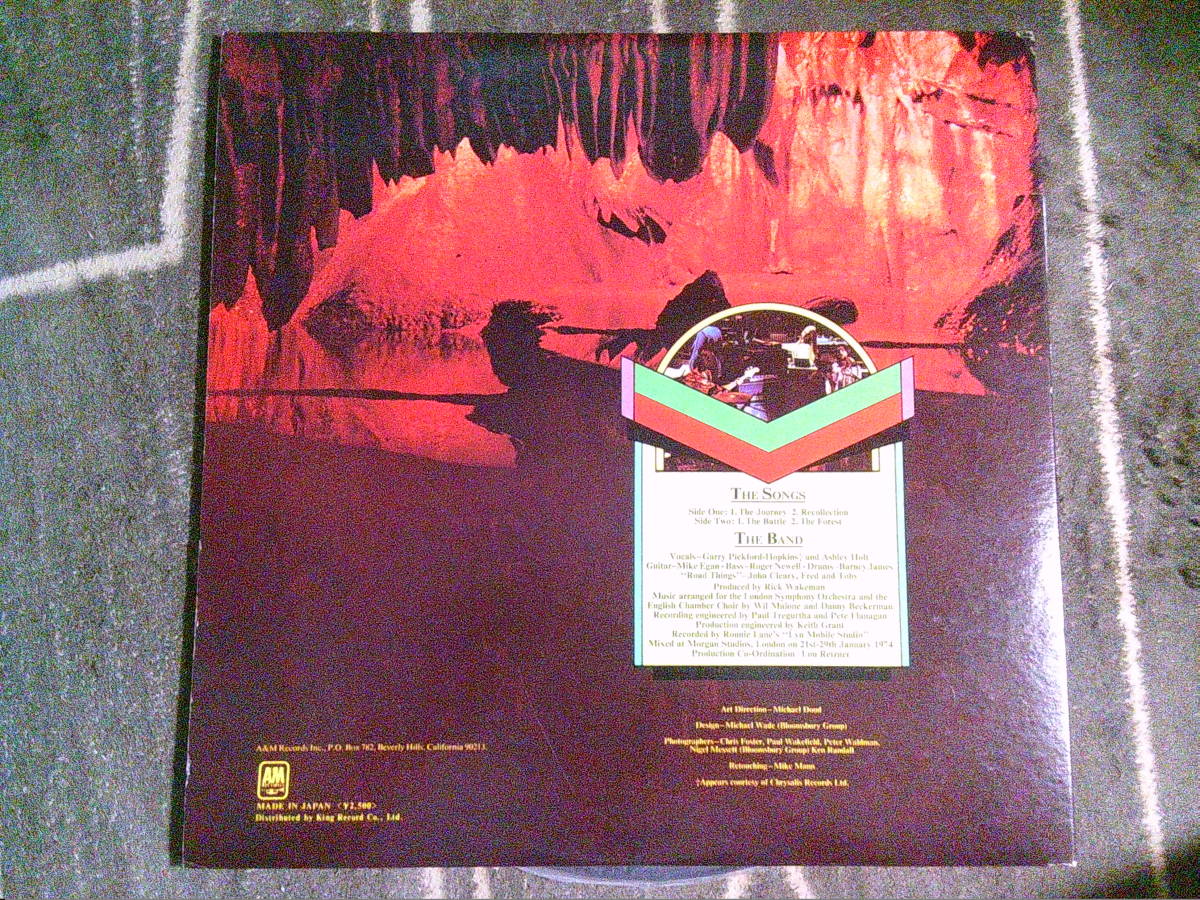 THE SONGS
Side One: 1. The Journey 2. Recollection
Side Two: 1. The Battle 2. The Forest
THE BAND
Vocals—Garry Pickford-Hopkins† and Ashley Holt
Guitar—Mike Egan · Bass—Roger Newell · Drums—Barney James
"Road Things"—John Cleary, Fred and Toby
Produced by Rick Wakeman
Music arranged for the London Symphony Orchestra and the
English Chamber Choir by Wil Malone and Danny Beckerman
Recording engineered by Paul Tregurtha and Pete Flanagan
Production engineered by Keith Grant
Recorded by Ronnie Lane's "Lyn Mobile Studio"
Mixed at Morgan Studios, London on 21st-29th January 1974
Production Co-Ordination Lou Reizner
Art Direction—Michael Doud
Design—Michael Wade (Bloomsbury Group)
Photographers—Chris Foster, Paul Wakefield, Peter Waldman,
Nigel Messett (Bloomsbury Group) Ken Randall
Retouching—Mike Mann
†Appears courtesy of Chrysalis Records Ltd.
A&M Records Inc., P.O. Box 782, Beverly Hills, California 90213.
AM
RECORDS
MADE IN JAPAN <¥2,500>
Distributed by King Record Co., Ltd.